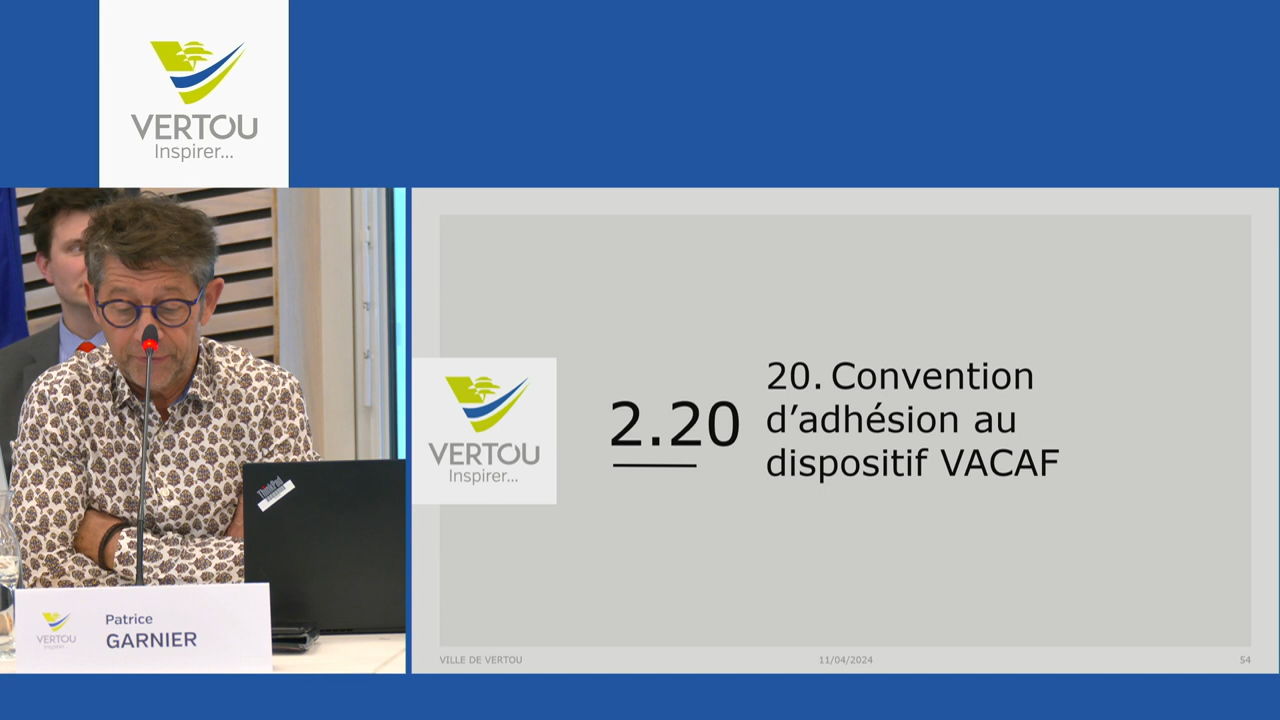 VERTOU
Inspirer...
ThinkPad
Patrice
GARNIER
VERTOU
Inspirer...
VERTOU
Inspirer...
2.20
20. Convention
d’adhésion au
dispositif VACAF
VILLE DE VERTOU
11/04/2024
54